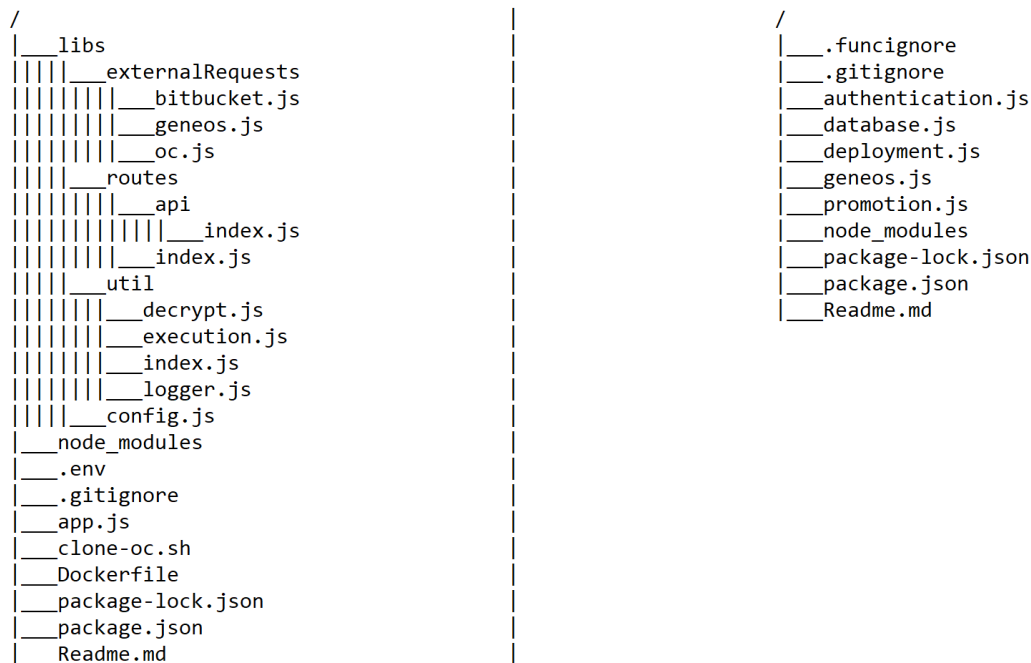 /
|___libs
|||||___externalRequests
|||||||||___bitbucket.js
|||||||||___geneos.js
|||||||||___oc.js
|||||___routes
|||||||||___api
|||||||||||||___index.js
|||||||||___index.js
|||||___util
||||||||___decrypt.js
||||||||___execution.js
||||||||___index.js
||||||||___logger.js
|||||___config.js
|___node_modules
|___.env
|___.gitignore
|___app.js
|___clone-oc.sh
|___Dockerfile
|___package-lock.json
|___package.json
|   Readme.md
/
|___.funcignore
|___.gitignore
|___authentication.js
|___database.js
|___deployment.js
|___geneos.js
|___promotion.js
|___node_modules
|___package-lock.json
|___package.json
|___Readme.md